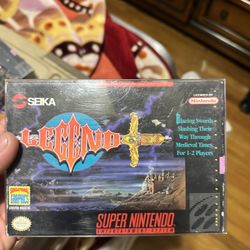 SEIKA
LICENSED BY
Nintendo
Blazing Swords
Slashing Their
Way Through
Medieval Times.
For 1-2 Players
LEGEND
SUPER NINTENDO
ENTERTAINMENT SYSTEM